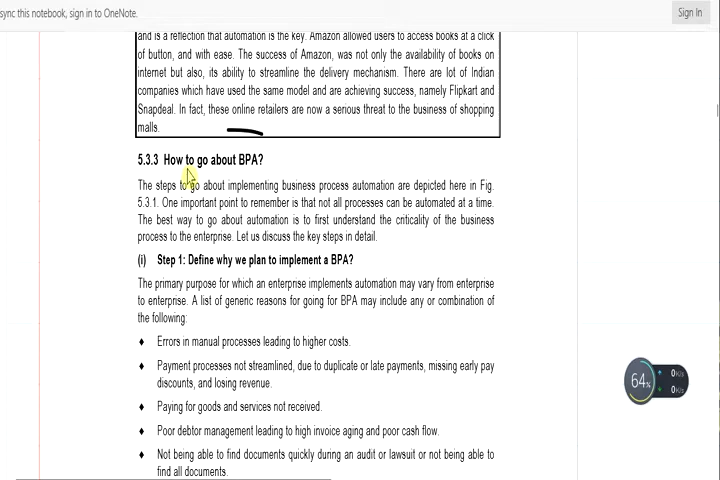 sync this notebook, sign in to OneNote.
Sign In
and is a reflection that automation is the key. Amazon allowed users to access books at a click
of button, and with ease. The success of Amazon, was not only the availability of books on
internet but also, its ability to streamline the delivery mechanism. There are lot of Indian
companies which have used the same model and are achieving success, namely Flipkart and
Snapdeal. In fact, these online retailers are now a serious threat to the business of shopping
malls.
5.3.3 How to go about BPA?
The steps to go about implementing business process automation are depicted here in Fig.
5.3.1. One important point to remember is that not all processes can be automated at a time.
The best way to go about automation is to first understand the criticality of the business
process to the enterprise. Let us discuss the key steps in detail.
(i) Step 1: Define why we plan to implement a BPA?
The primary purpose for which an enterprise implements automation may vary from enterprise
to enterprise. A list of generic reasons for going for BPA may include any or combination of
the following:
♦ Errors in manual processes leading to higher costs.
♦ Payment processes not streamlined, due to duplicate or late payments, missing early pay
discounts, and losing revenue.
♦ Paying for goods and services not received.
♦ Poor debtor management leading to high invoice aging and poor cash flow.
♦ Not being able to find documents quickly during an audit or lawsuit or not being able to
find all documents.
64%
0K/s
0K/s